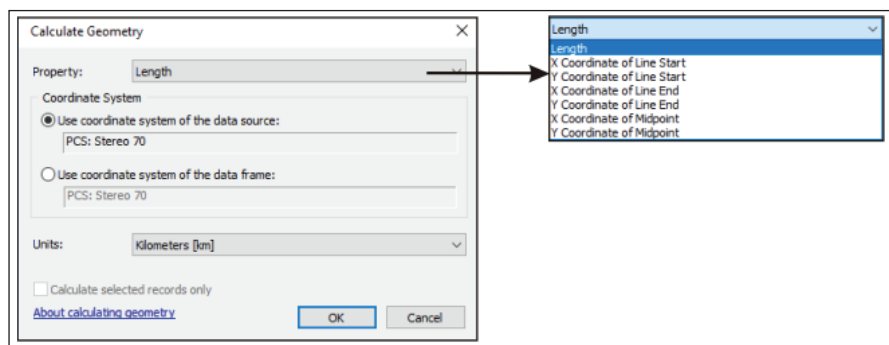 Calculate Geometry
Property:
Length
Coordinate System
Use coordinate system of the data source:
PCS: Stereo 70
Use coordinate system of the data frame:
PCS: Stereo 70
Units:
Kilometers [km]
Calculate selected records only
About calculating geometry
OK
Cancel
Length
Length
X Coordinate of Line Start
Y Coordinate of Line Start
X Coordinate of Line End
Y Coordinate of Line End
X Coordinate of Midpoint
Y Coordinate of Midpoint